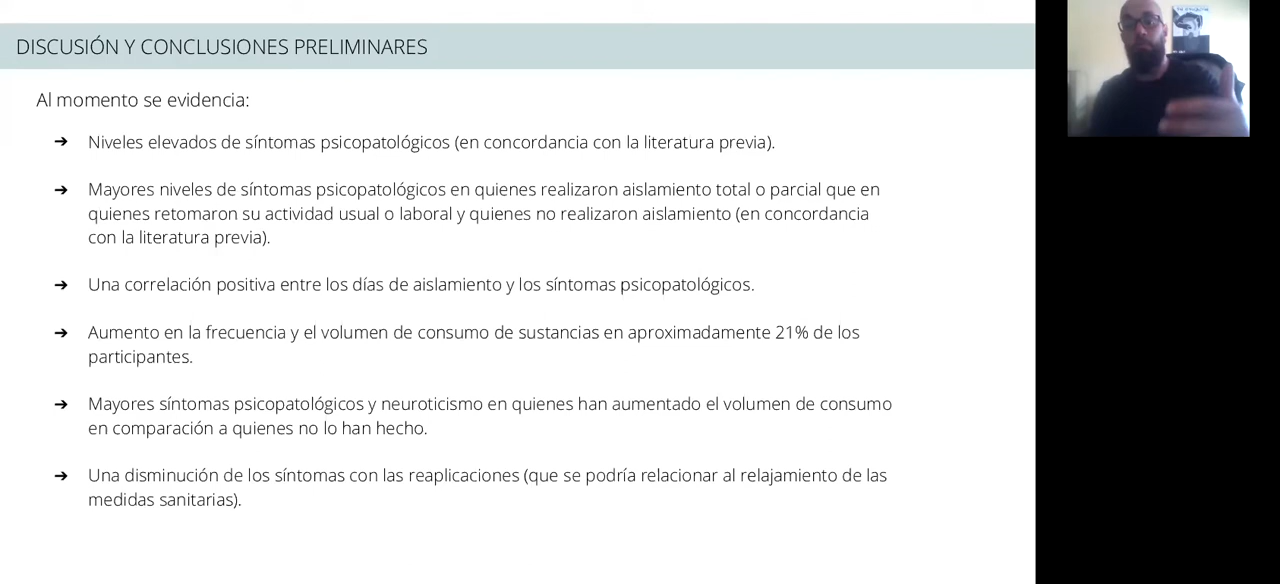 DISCUSIÓN Y CONCLUSIONES PRELIMINARES
Al momento se evidencia:
➔ Niveles elevados de síntomas psicopatológicos (en concordancia con la literatura previa).
➔ Mayores niveles de síntomas psicopatológicos en quienes realizaron aislamiento total o parcial que en
quienes retomaron su actividad usual o laboral y quienes no realizaron aislamiento (en concordancia
con la literatura previa).
➔ Una correlación positiva entre los días de aislamiento y los síntomas psicopatológicos.
➔ Aumento en la frecuencia y el volumen de consumo de sustancias en aproximadamente 21% de los
participantes.
➔ Mayores síntomas psicopatológicos y neuroticismo en quienes han aumentado el volumen de consumo
en comparación a quienes no lo han hecho.
➔ Una disminución de los síntomas con las reaplicaciones (que se podría relacionar al relajamiento de las
medidas sanitarias).